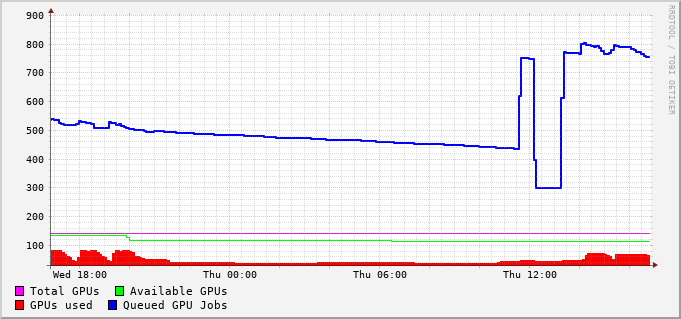 900
800
700
600
500
400
300
200
100
Wed 18:00 Thu 00:00 Thu 06:00 Thu 12:00
Total GPUs Available GPUs
GPUs used Queued GPU Jobs
RRDTOOL / TOBI OETIKER